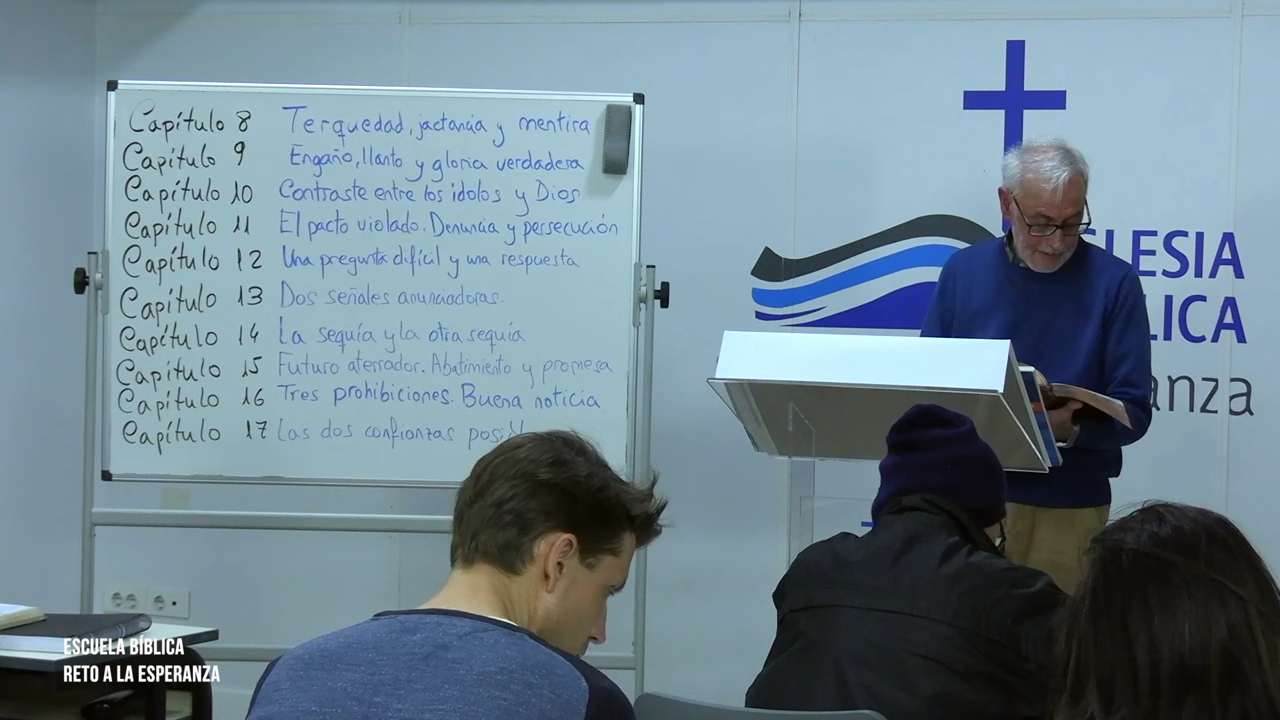 Capítulo 8 Terquedad, jactancia y mentira
Capítulo 9 Engaño, llanto y gloria verdadera
Capítulo 10 Contraste entre los ídolos y Dios
Capítulo 11 El pacto violado. Denuncia y persecución
Capítulo 12 Una pregunta difícil y una respuesta
Capítulo 13 Dos señales anunciadoras.
Capítulo 14 La sequía y la otra sequía
Capítulo 15 Futuro aterrador. Abatimiento y promesa
Capítulo 16 Tres prohibiciones. Buena noticia
Capítulo 17 Las dos confianzas
GLESIA
LICA
anza
ESCUELA BÍBLICA
RETO A LA ESPERANZA